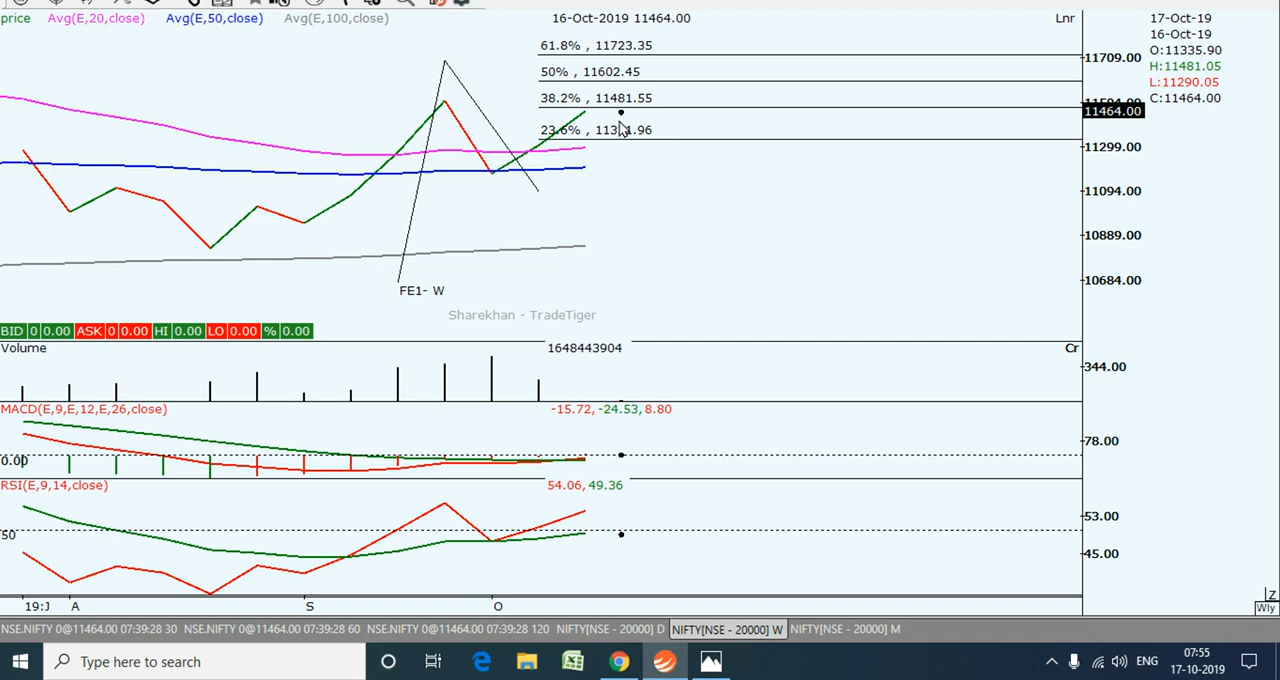 price Avg(E,20,close) Avg(E,50,close) Avg(E,100,close) 16-Oct-2019 11464.00 Lnr
17-Oct-19
16-Oct-19
O:11335.90
H:11481.05
L:11290.05
C:11464.00
61.8% , 11723.35
50% , 11602.45
38.2% , 11481.55
23.6% ,
11709.00
11464.00
11299.00
11094.00
10889.00
10684.00
FE1- W
Sharekhan - TradeTiger
BID 0 0.00 ASK 0 0.00 HI 0.00 LO 0.00 % 0.00
Volume 1648443904 Cr
344.00
MACD(E,9,E,12,E,26,close) -15.72, -24.53, 8.80
78.00
0.00
RSI(E,9,14,close) 54.06, 49.36
53.00
50
45.00
19:J A S O
Z
Wly
NSE.NIFTY 0@11464.00 07:39:28 30 NSE.NIFTY 0@11464.00 07:39:28 60 NSE.NIFTY 0@11464.00 07:39:28 120 NIFTY[NSE - 20000] D NIFTY[NSE - 20000] W NIFTY[NSE - 20000] M
Type here to search
ENG
07:55
17-10-2019